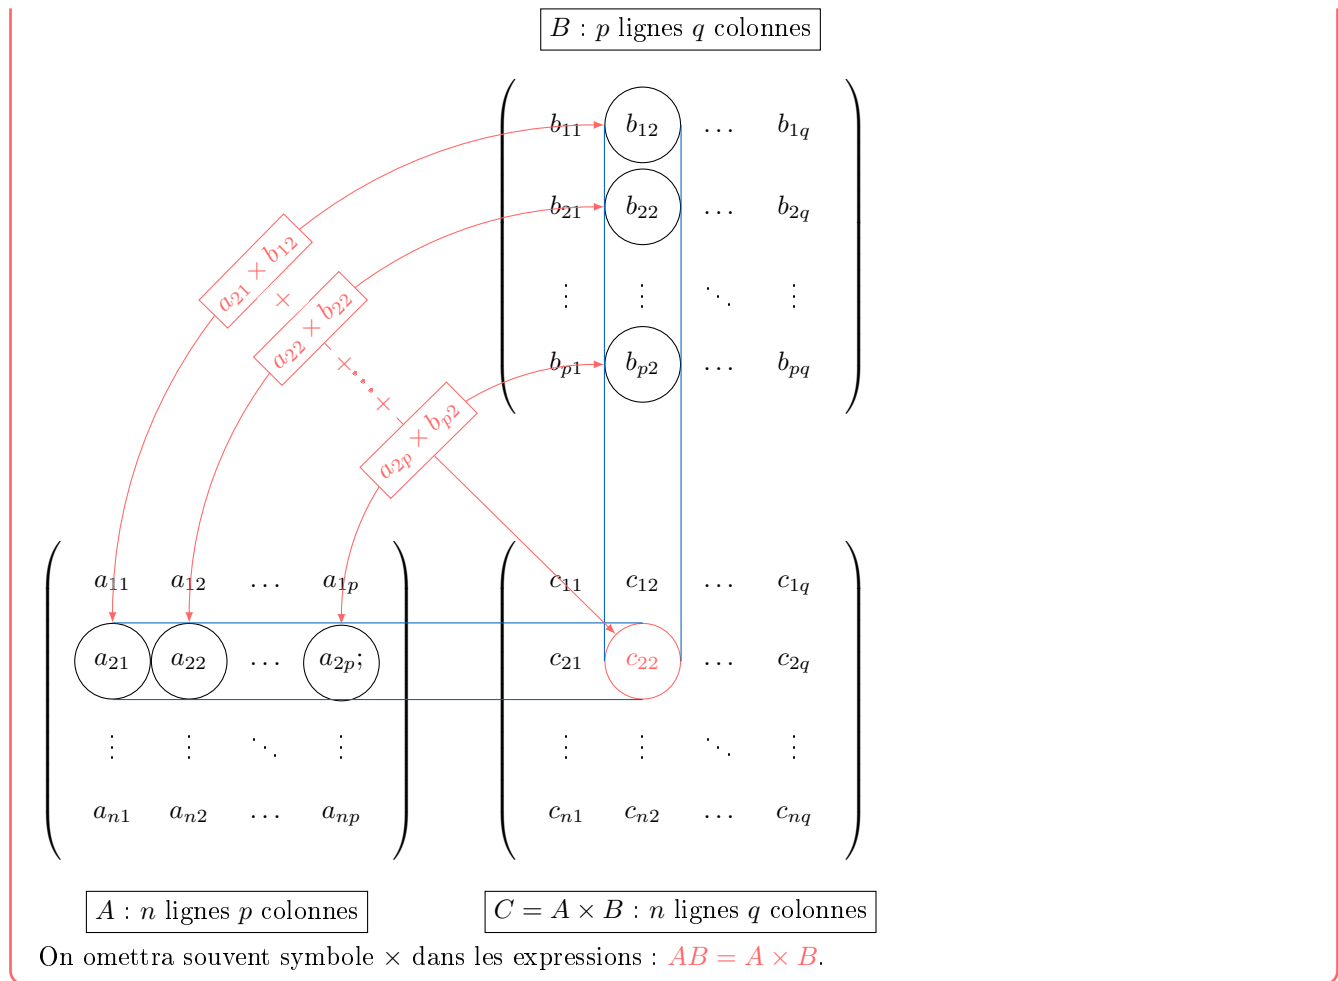 B : p lignes q colonnes
b₁₁ b₁₂ … b₁q
b₂₁ b₂₂ … b₂q
⋮ ⋮ ⋱ ⋮
bₚ₁ bₚ₂ … bₚq
a₂₁ × b₁₂
+
a₂₂ × b₂₂
+ … +
a₂ₚ × bₚ₂
a₁₁ a₁₂ … a₁ₚ
a₂₁ a₂₂ … a₂ₚ;
⋮ ⋮ ⋱ ⋮
aₙ₁ aₙ₂ … aₙₚ
c₁₁ c₁₂ … c₁q
c₂₁ c₂₂ … c₂q
⋮ ⋮ ⋱ ⋮
cₙ₁ cₙ₂ … cₙq
A : n lignes p colonnes
C = A × B : n lignes q colonnes
On omettra souvent symbole × dans les expressions : AB = A × B.